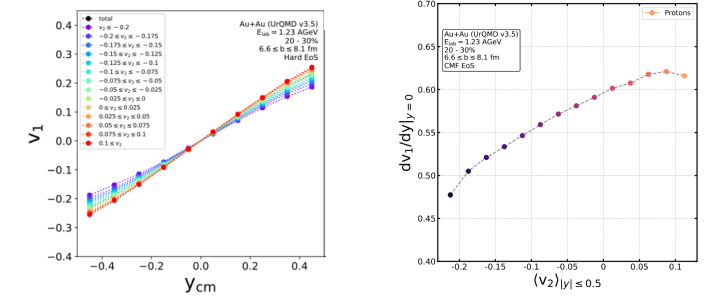 0.4
0.3
0.2
0.1
0.0
−0.1
−0.2
−0.3
−0.4
v₁
total
v₂ ≤ −0.2
−0.2 ≤ v₂ ≤ −0.175
−0.175 ≤ v₂ ≤ −0.15
−0.15 ≤ v₂ ≤ −0.125
−0.125 ≤ v₂ ≤ −0.1
−0.1 ≤ v₂ ≤ −0.075
−0.075 ≤ v₂ ≤ −0.05
−0.05 ≤ v₂ ≤ −0.025
−0.025 ≤ v₂ ≤ 0
0 ≤ v₂ ≤ 0.025
0.025 ≤ v₂ ≤ 0.05
0.05 ≤ v₂ ≤ 0.075
0.075 ≤ v₂ ≤ 0.1
0.1 ≤ v₂
Au+Au (UrQMD v3.5)
E_lab = 1.23 AGeV
20 - 30%
6.6 ≤ b ≤ 8.1 fm
Hard EoS
−0.4 −0.2 0.0 0.2 0.4
y_cm
0.70
0.65
0.60
0.55
0.50
0.45
0.40
dv₁/dy|_{y=0}
Au+Au (UrQMD v3.5)
E_lab = 1.23 AGeV
20 - 30%
6.6 ≤ b ≤ 8.1 fm
CMF EoS
Protons
-0.2 -0.15 -0.1 -0.05 0 0.05 0.1
⟨v₂⟩_{|y| ≤ 0.5}